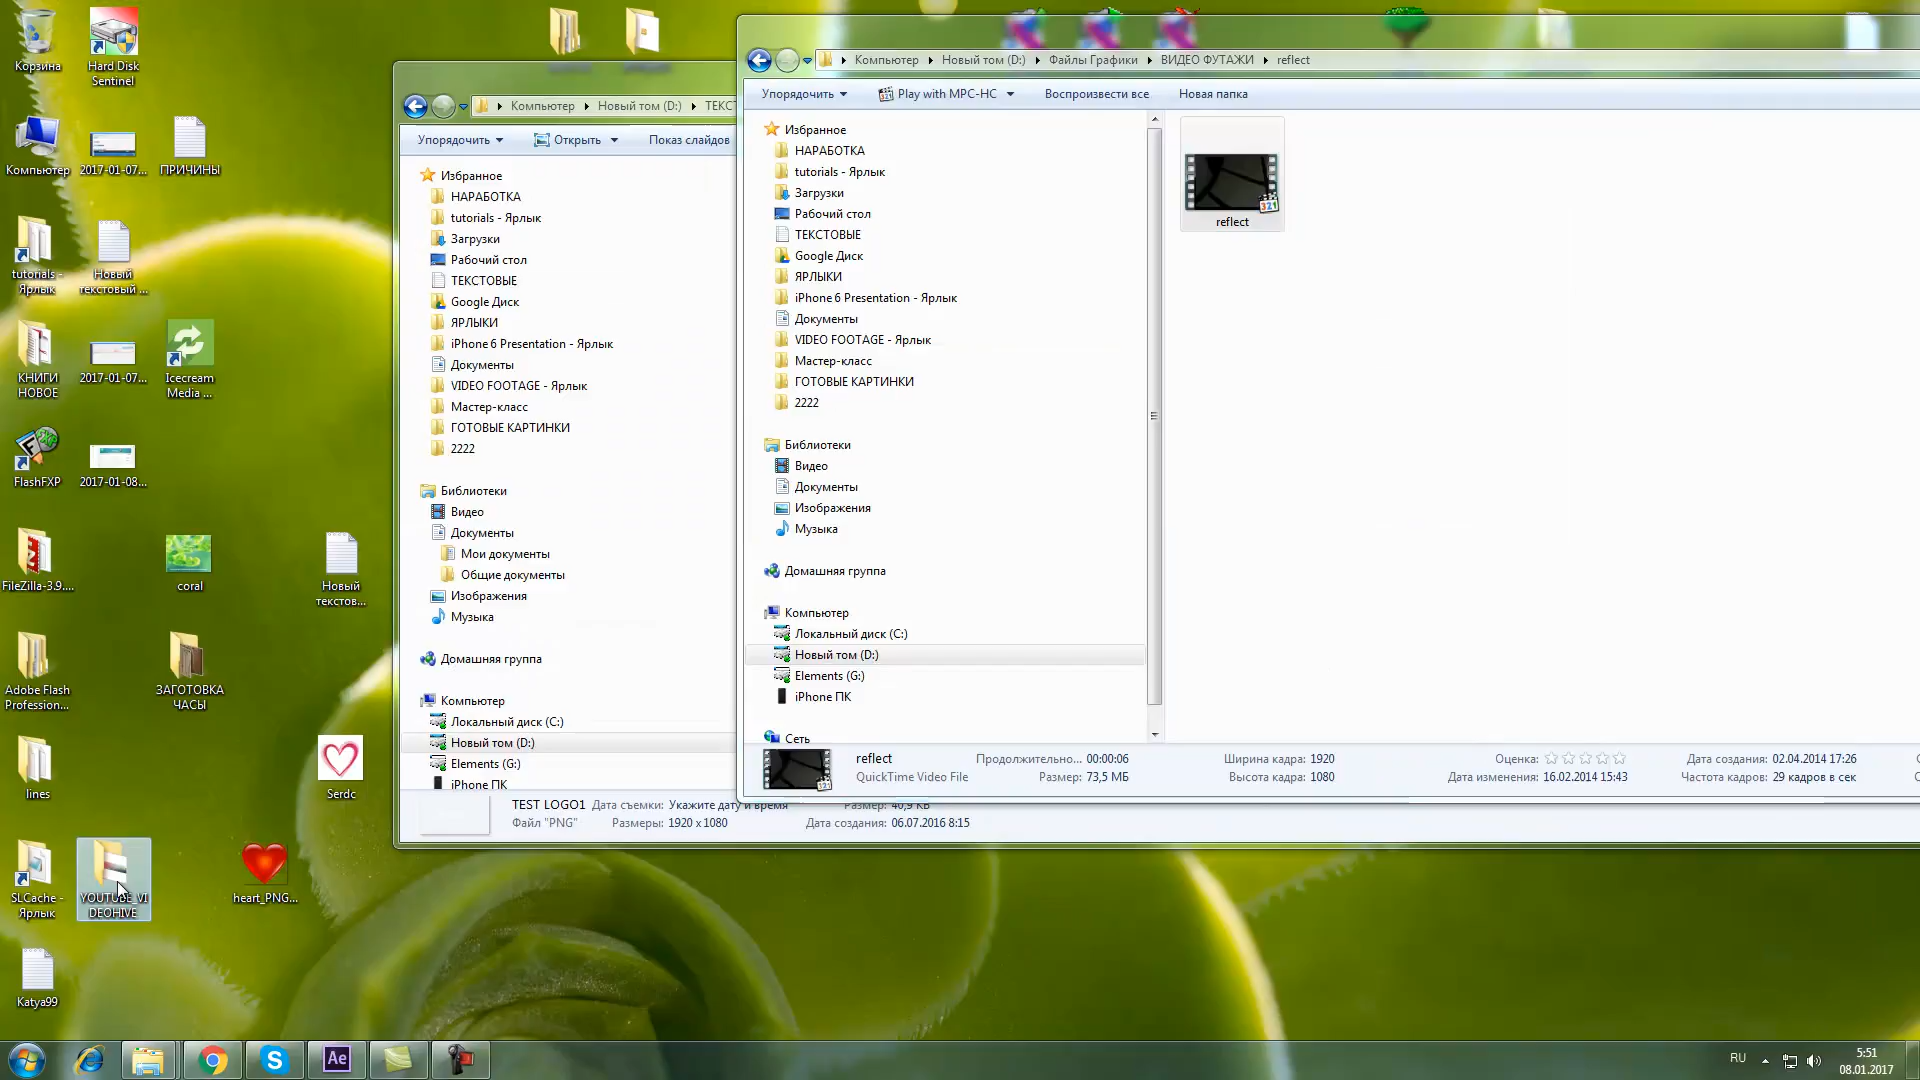 Корзина
Hard Disk
Sentinel
Компьютер
2017-01-07...
ПРИЧИНЫ
tutorials -
Ярлык
Новый
текстовый ...
КНИГИ
НОВОЕ
2017-01-07...
Icecream
Media ...
FlashFXP
2017-01-08...
FileZilla-3.9....
coral
Новый
текстов...
Adobe Flash
Profession...
ЗАГОТОВКА
ЧАСЫ
lines
Serdc
SLCache -
Ярлык
YOUTUBE_VI
DEOHIVE
heart_PNG...
Katya99
Компьютер
Новый том (D:)
ТЕКСТ
Упорядочить
Открыть
Показ слайдов
Избранное
НАРАБОТКА
tutorials - Ярлык
Загрузки
Рабочий стол
ТЕКСТОВЫЕ
Google Диск
ЯРЛЫКИ
iPhone 6 Presentation - Ярлык
Документы
VIDEO FOOTAGE - Ярлык
Мастер-класс
ГОТОВЫЕ КАРТИНКИ
2222
Библиотеки
Видео
Документы
Мои документы
Общие документы
Изображения
Музыка
Домашняя группа
Компьютер
Локальный диск (C:)
Новый том (D:)
Elements (G:)
iPhone ПК
TEST LOGO1 Дата съемки: Укажите дату и время Размер: 40,9 КБ
Файл "PNG" Размеры: 1920 x 1080 Дата создания: 06.07.2016 8:15
Компьютер
Новый том (D:)
Файлы Графики
ВИДЕО ФУТАЖИ
reflect
Упорядочить
Play with MPC-HC
Воспроизвести все
Новая папка
Избранное
НАРАБОТКА
tutorials - Ярлык
Загрузки
Рабочий стол
ТЕКСТОВЫЕ
Google Диск
ЯРЛЫКИ
iPhone 6 Presentation - Ярлык
Документы
VIDEO FOOTAGE - Ярлык
Мастер-класс
ГОТОВЫЕ КАРТИНКИ
2222
Библиотеки
Видео
Документы
Изображения
Музыка
Домашняя группа
Компьютер
Локальный диск (C:)
Новый том (D:)
Elements (G:)
iPhone ПК
Сеть
321
reflect
321
reflect Продолжительно... 00:00:06 Ширина кадра: 1920 Оценка: Дата создания: 02.04.2014 17:26
QuickTime Video File Размер: 73,5 МБ Высота кадра: 1080 Дата изменения: 16.02.2014 15:43 Частота кадров: 29 кадров в сек
Ae
RU
5:51
08.01.2017